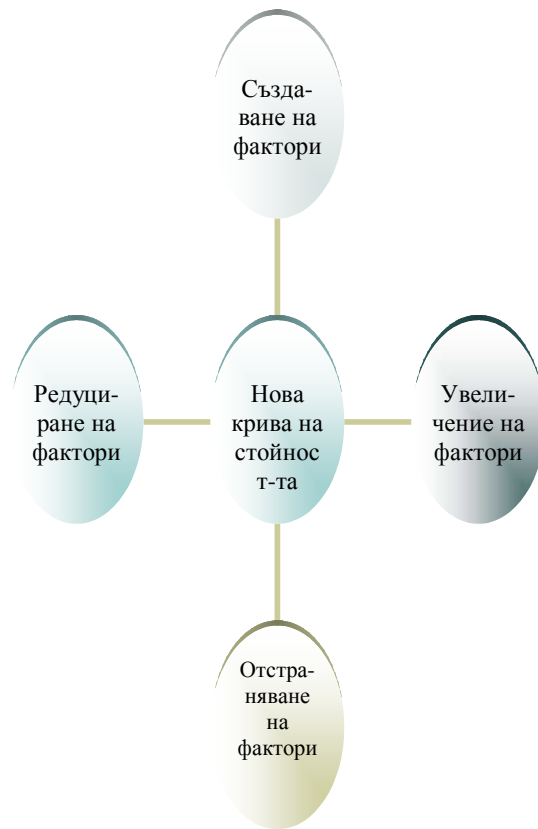 Създа-
ване на
фактори
Редуци-
ране на
фактори
Нова
крива на
стойнос
т-та
Увели-
чение на
фактори
Отстра-
няване
на
фактори